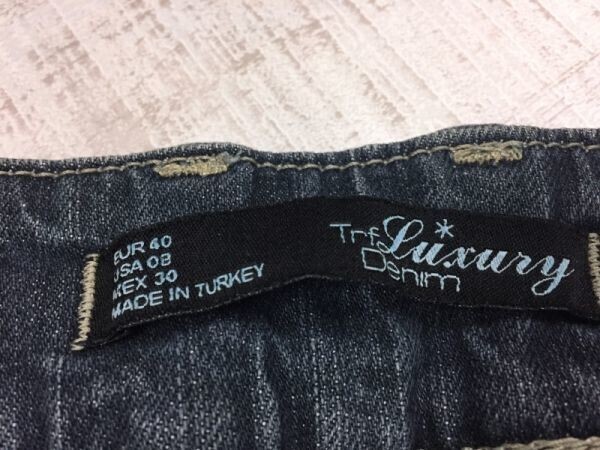 EUR 40
USA 08
MEX 30
MADE IN TURKEY
Trf Luxury
Denim